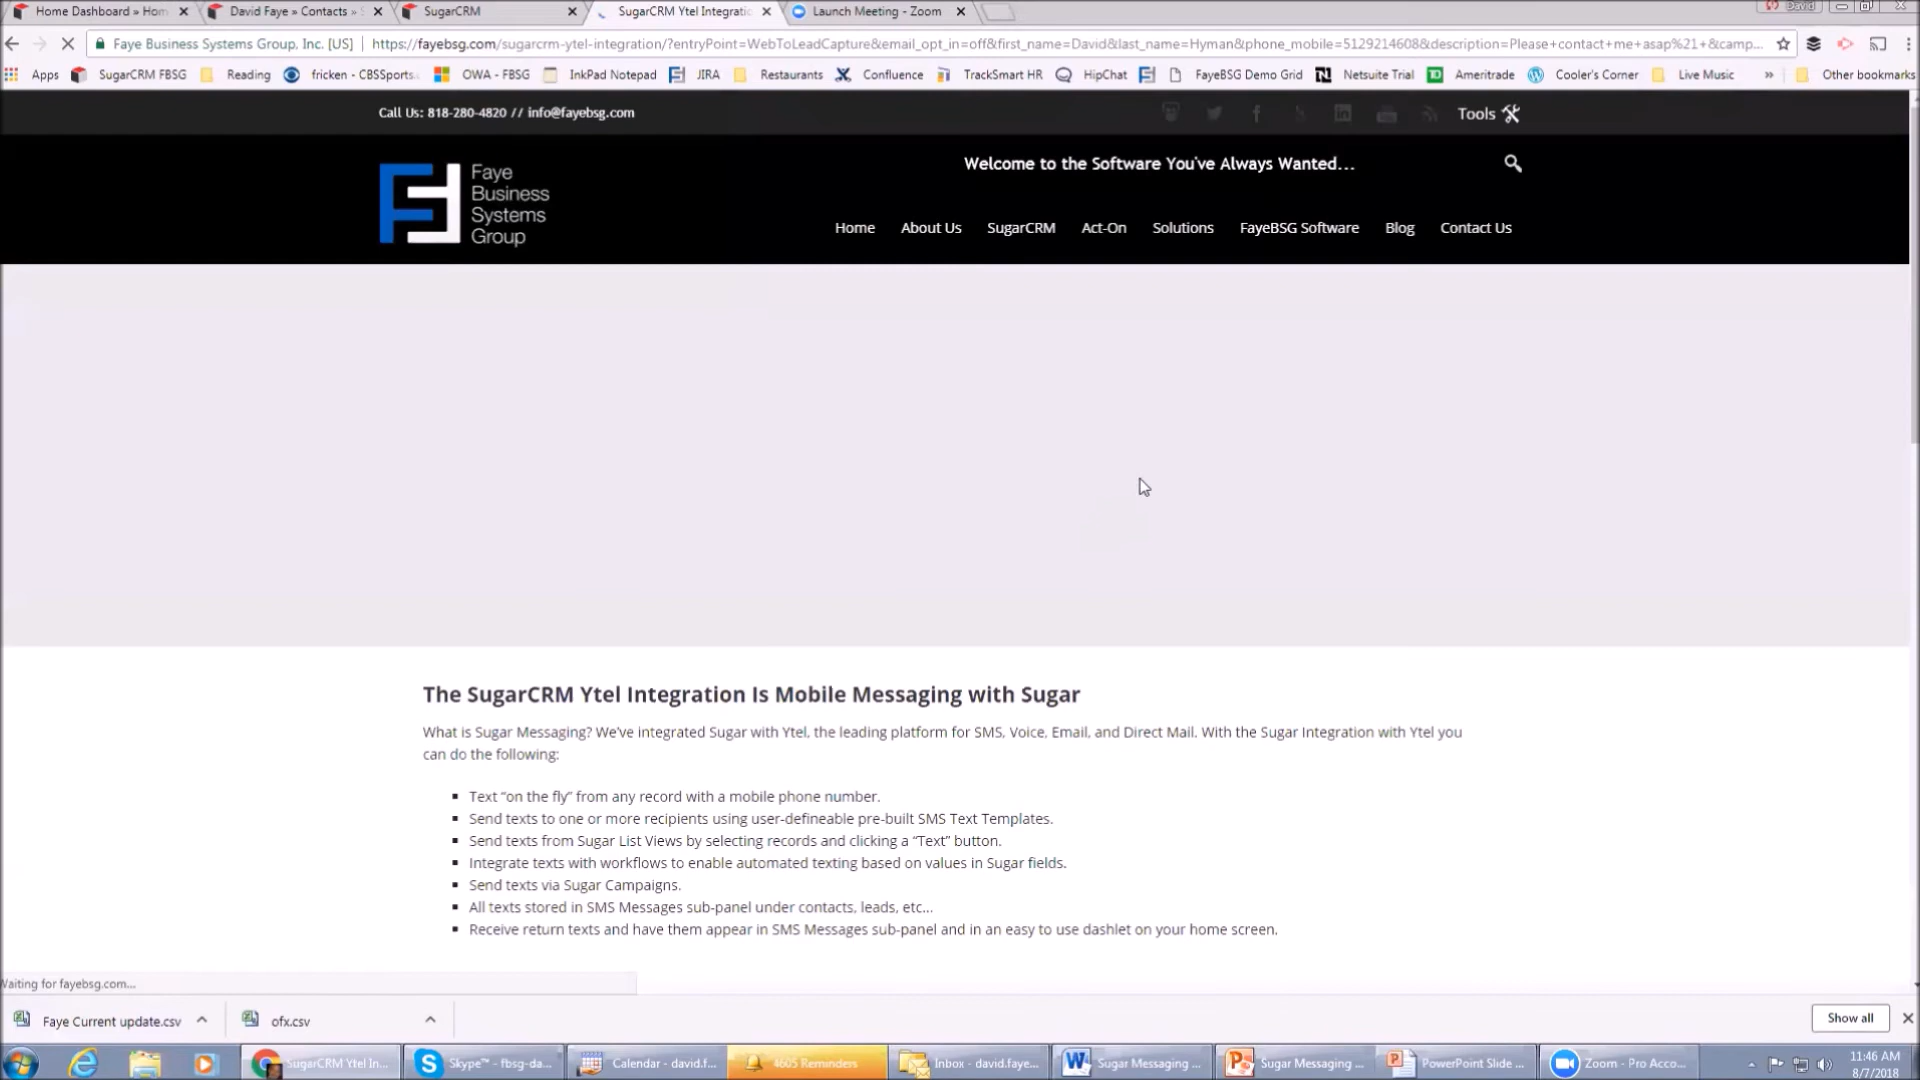 Home Dashboard » Hom
David Faye » Contacts » S
SugarCRM
SugarCRM Ytel Integratio
Launch Meeting - Zoom
David
Faye Business Systems Group, Inc. [US]
https://fayebsg.com/sugarcrm-ytel-integration/?entryPoint=WebToLeadCapture&email_opt_in=off&first_name=David&last_name=Hyman&phone_mobile=5129214608&description=Please+contact+me+asap%21+&camp...
Apps
SugarCRM FBSG
Reading
fricken - CBSSports.
OWA - FBSG
InkPad Notepad
JIRA
Restaurants
Confluence
TrackSmart HR
HipChat
FayeBSG Demo Grid
Netsuite Trial
Ameritrade
Cooler's Corner
Live Music
»
Other bookmarks
Call Us: 818-280-4820 // info@fayebsg.com
Tools
Faye
Business
Systems
Group
Welcome to the Software You've Always Wanted...
Home
About Us
SugarCRM
Act-On
Solutions
FayeBSG Software
Blog
Contact Us
The SugarCRM Ytel Integration Is Mobile Messaging with Sugar
What is Sugar Messaging? We've integrated Sugar with Ytel, the leading platform for SMS, Voice, Email, and Direct Mail. With the Sugar Integration with Ytel you
can do the following:
Text “on the fly” from any record with a mobile phone number.
Send texts to one or more recipients using user-defineable pre-built SMS Text Templates.
Send texts from Sugar List Views by selecting records and clicking a “Text” button.
Integrate texts with workflows to enable automated texting based on values in Sugar fields.
Send texts via Sugar Campaigns.
All texts stored in SMS Messages sub-panel under contacts, leads, etc...
Receive return texts and have them appear in SMS Messages sub-panel and in an easy to use dashlet on your home screen.
Waiting for fayebsg.com...
Faye Current update.csv
ofx.csv
Show all
SugarCRM Ytel In...
Skype™ - fbsg-da...
Calendar - david.f...
4605 Reminders
Inbox - david.faye...
Sugar Messaging ...
Sugar Messaging ...
PowerPoint Slide ...
Zoom - Pro Acco...
11:46 AM
8/7/2018